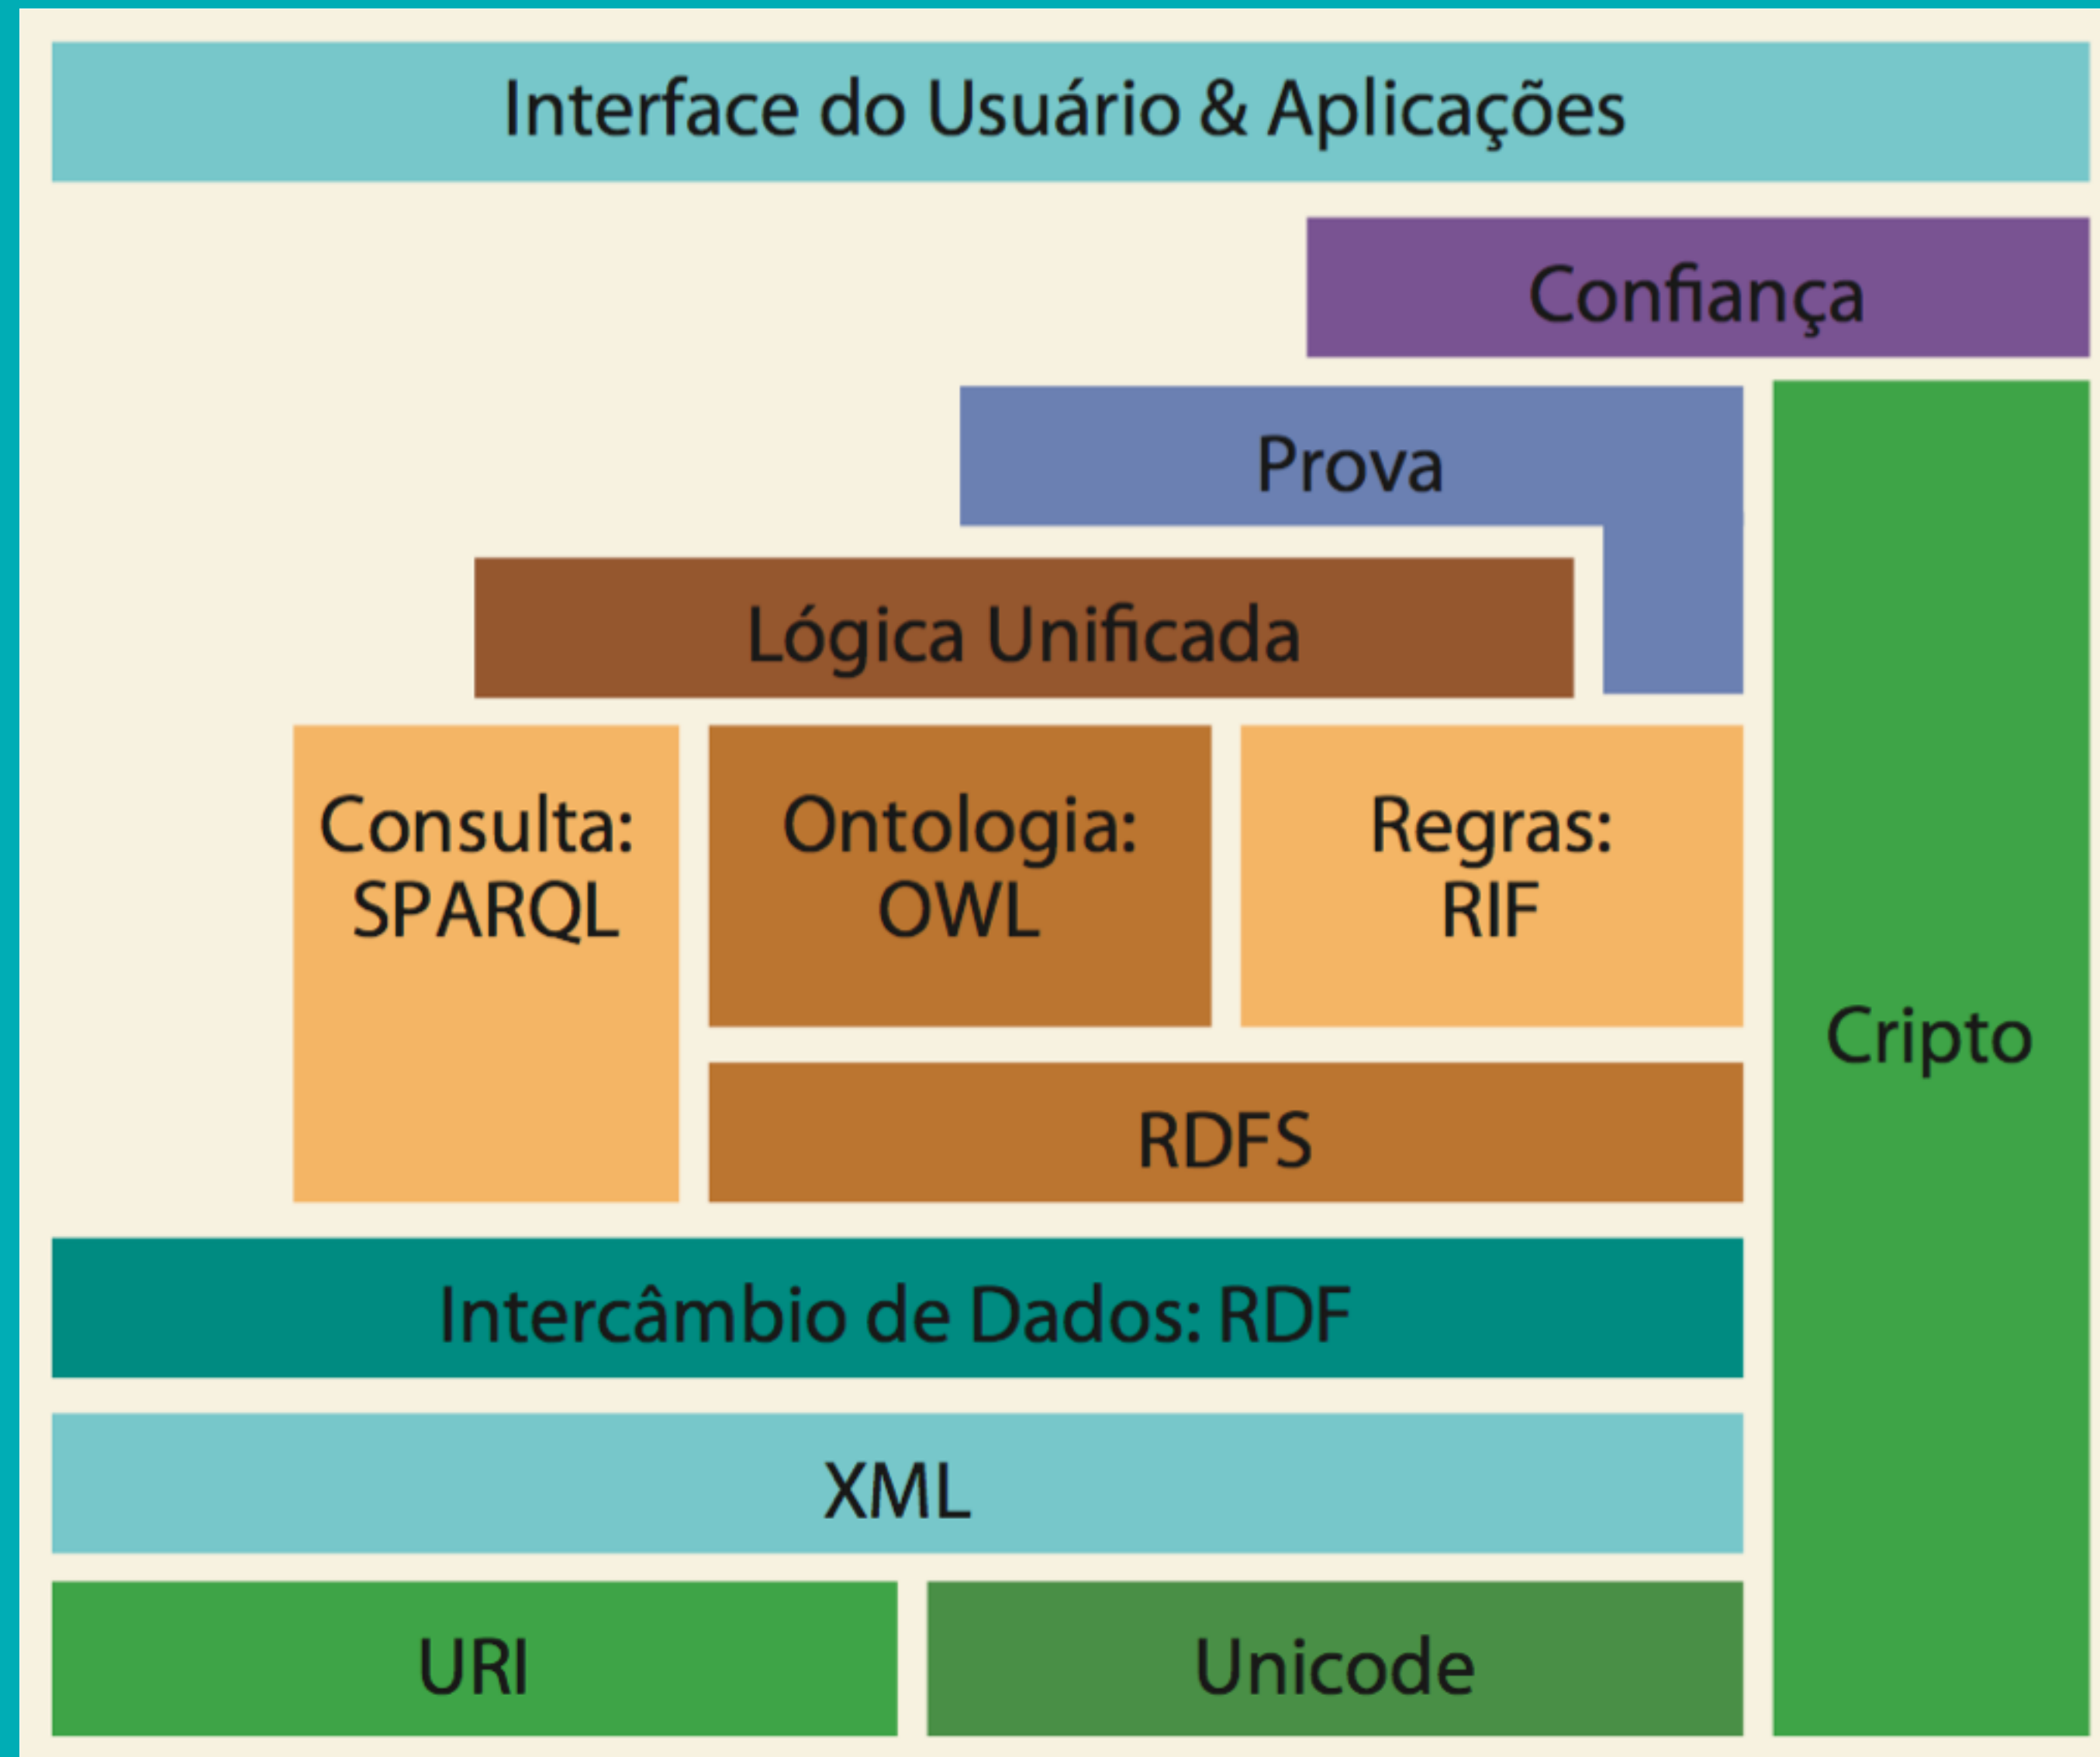 Interface do Usuário & Aplicações
Confiança
Prova
Lógica Unificada
Consulta:
SPARQL
Ontologia:
OWL
Regras:
RIF
Cripto
RDFS
Intercâmbio de Dados: RDF
XML
URI
Unicode